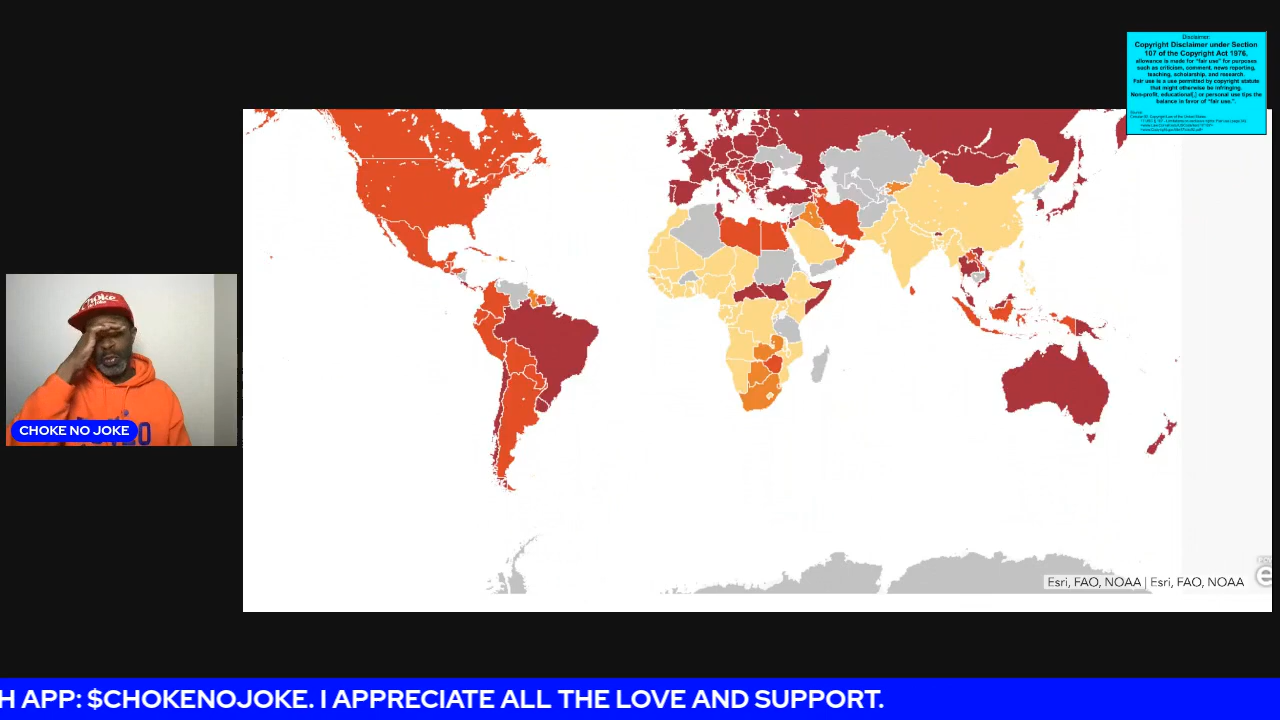 Disclaimer:
Copyright Disclaimer under Section
107 of the Copyright Act 1976,
allowance is made for "fair use" for purposes
such as criticism, comment, news reporting,
teaching, scholarship, and research.
Fair use is a use permitted by copyright statute
that might otherwise be infringing.
Non-profit, educational[,] or personal use tips the
balance in favor of "fair use.".
CHOKE NO JOKE
Esri, FAO, NOAA | Esri, FAO, NOAA
H APP: $CHOKENOJOKE. I APPRECIATE ALL THE LOVE AND SUPPORT.